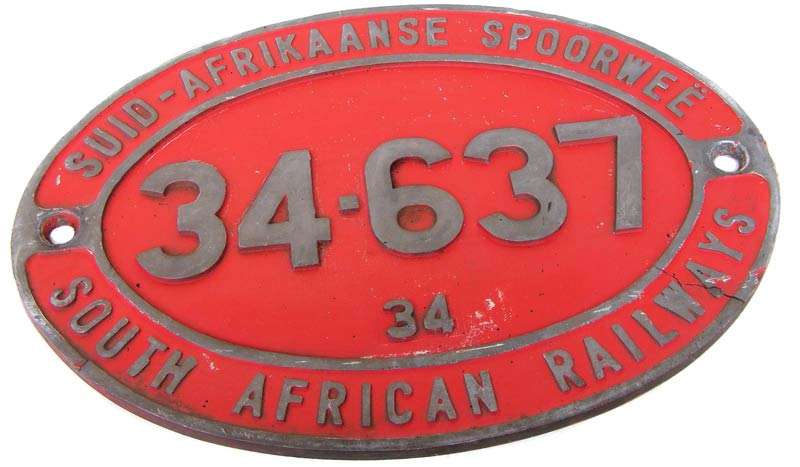 SUID-AFRIKAANSE SPOORWEË
34-637
34
SOUTH AFRICAN RAILWAYS